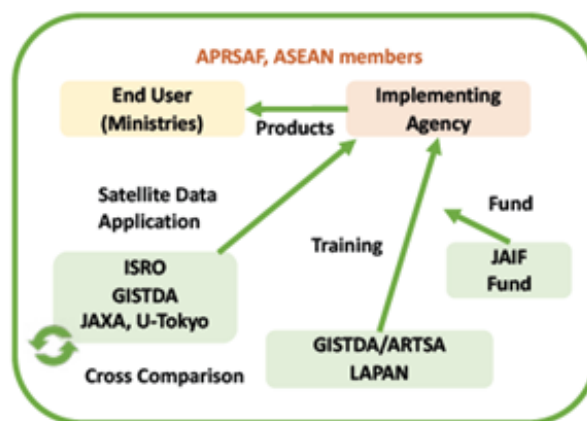 APRSAF, ASEAN members
End User
(Ministries)
Implementing
Agency
Products
Satellite Data
Application
Fund
Training
ISRO
GISTDA
JAXA, U-Tokyo
JAIF
Fund
GISTDA/ARTSA
LAPAN
Cross Comparison